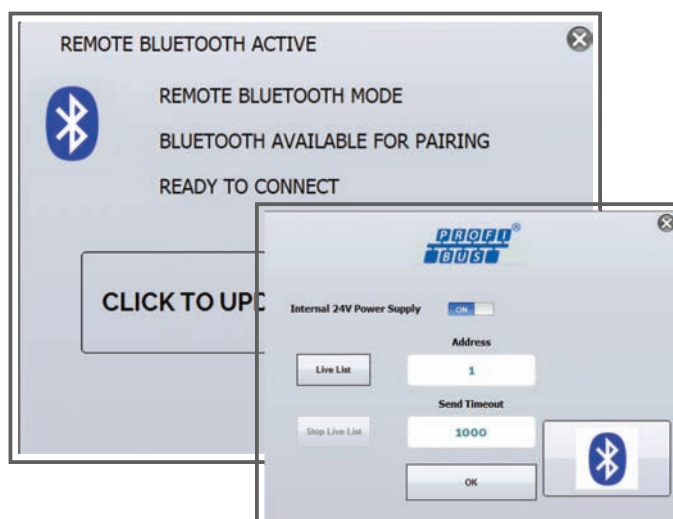 REMOTE BLUETOOTH ACTIVE
REMOTE BLUETOOTH MODE
BLUETOOTH AVAILABLE FOR PAIRING
READY TO CONNECT
CLICK TO UPD
PROFI®
BUS
Internal 24V Power Supply
ON
Address
Live List
1
Send Timeout
Stop Live List
1000
OK